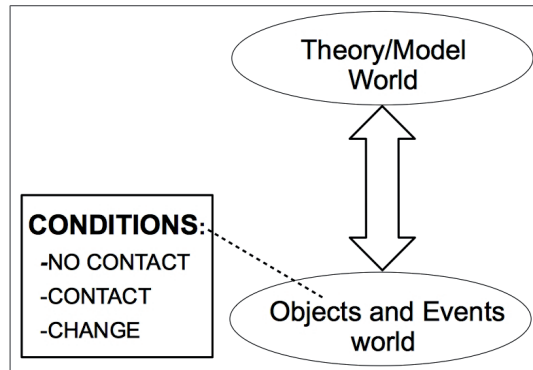 Theory/Model
World
CONDITIONS:
-NO CONTACT
-CONTACT
-CHANGE
Objects and Events
world